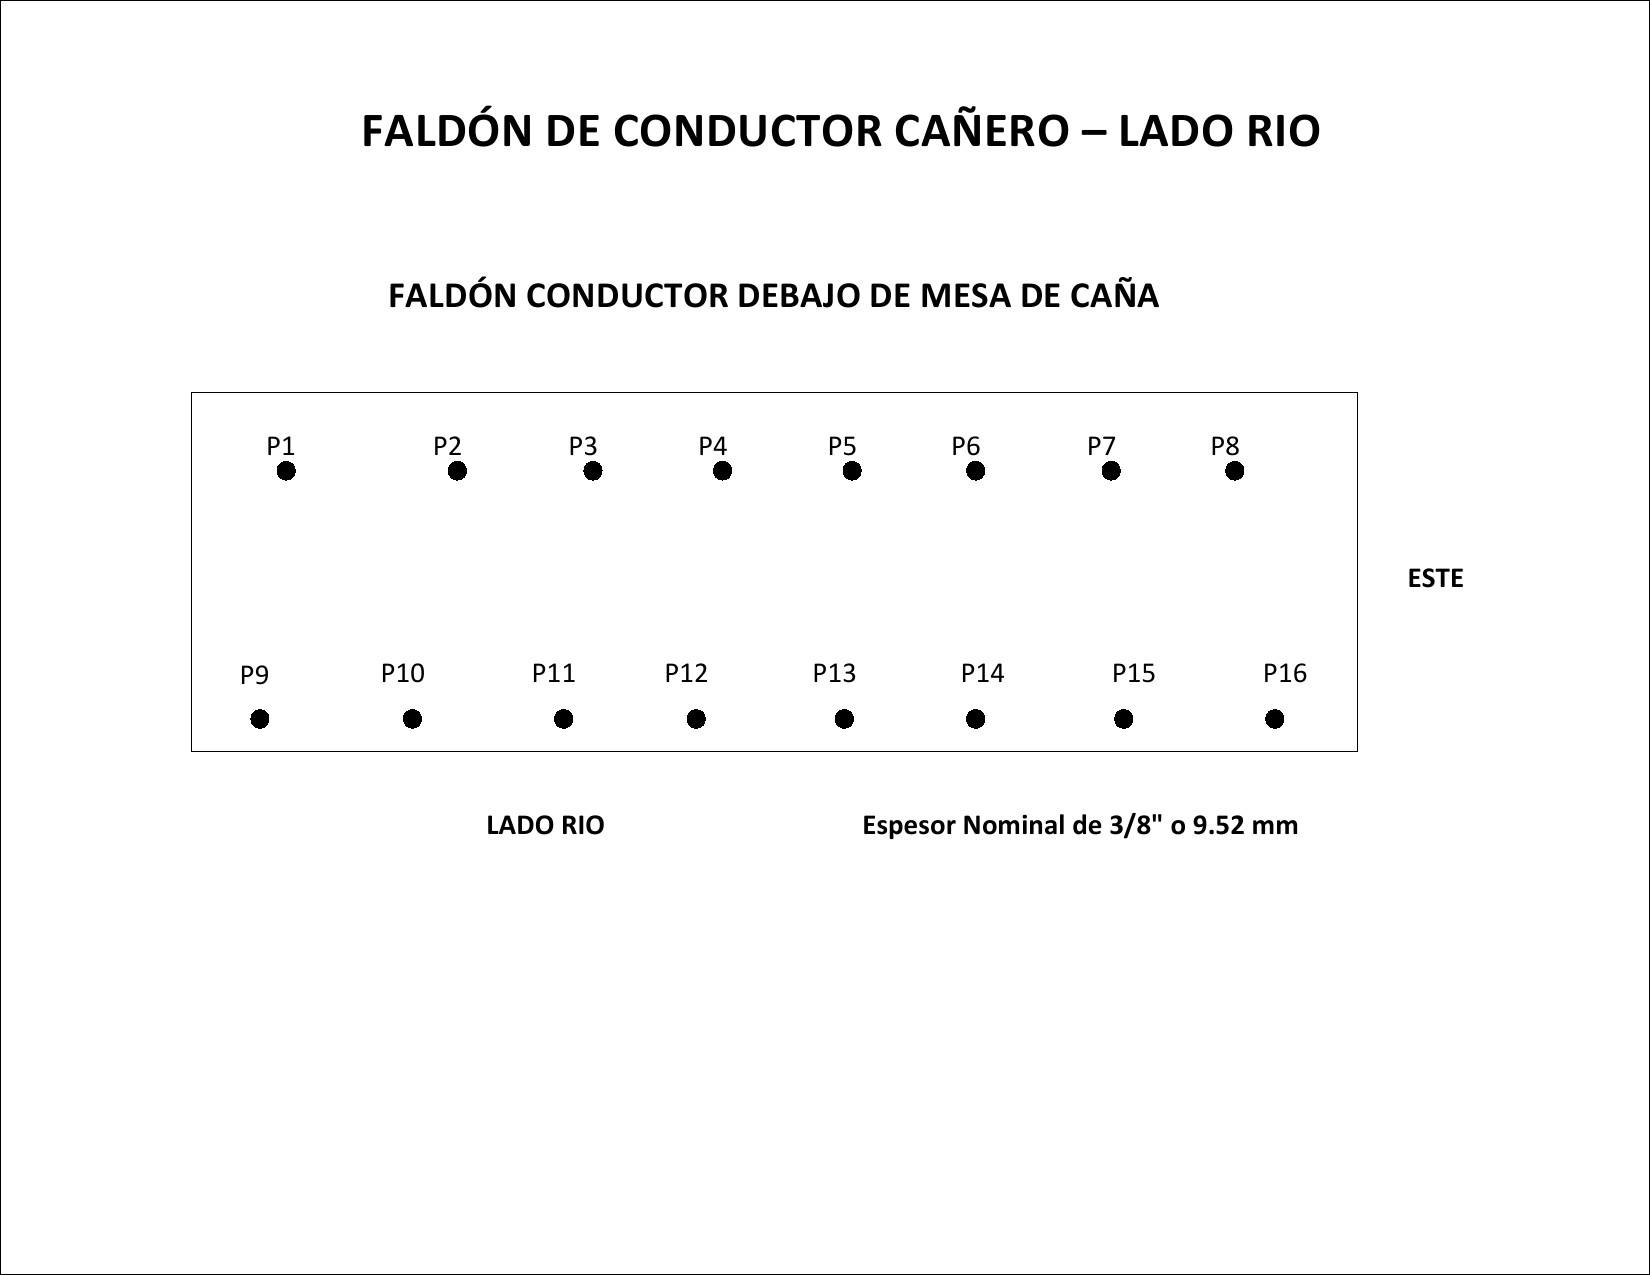 FALDÓN DE CONDUCTOR CAÑERO – LADO RIO
FALDÓN CONDUCTOR DEBAJO DE MESA DE CAÑA
P1 P2 P3 P4 P5 P6 P7 P8
ESTE
P9 P10 P11 P12 P13 P14 P15 P16
LADO RIO Espesor Nominal de 3/8" o 9.52 mm